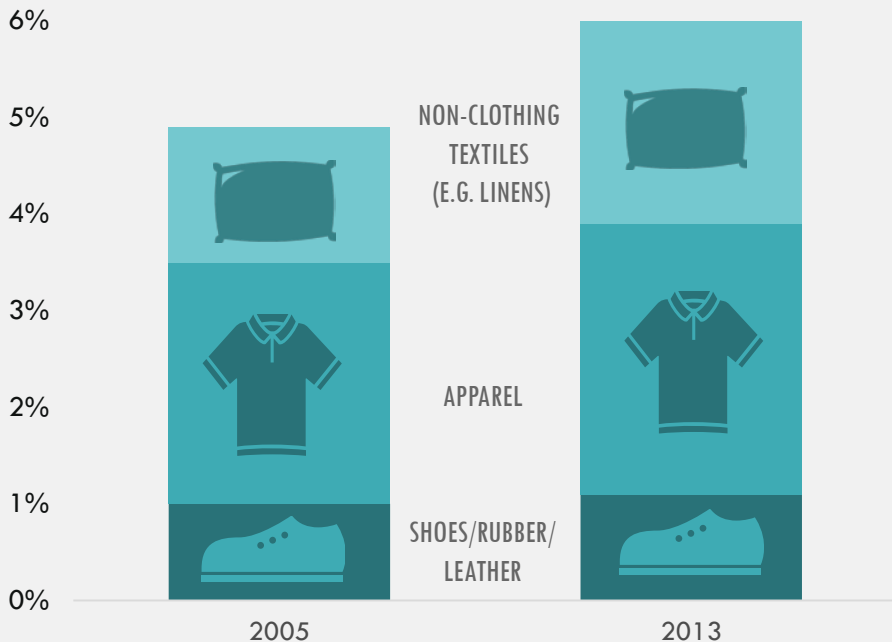 6%
5%
4%
3%
2%
1%
0%
NON-CLOTHING
TEXTILES
(E.G. LINENS)
APPAREL
SHOES/RUBBER/
LEATHER
2005
2013